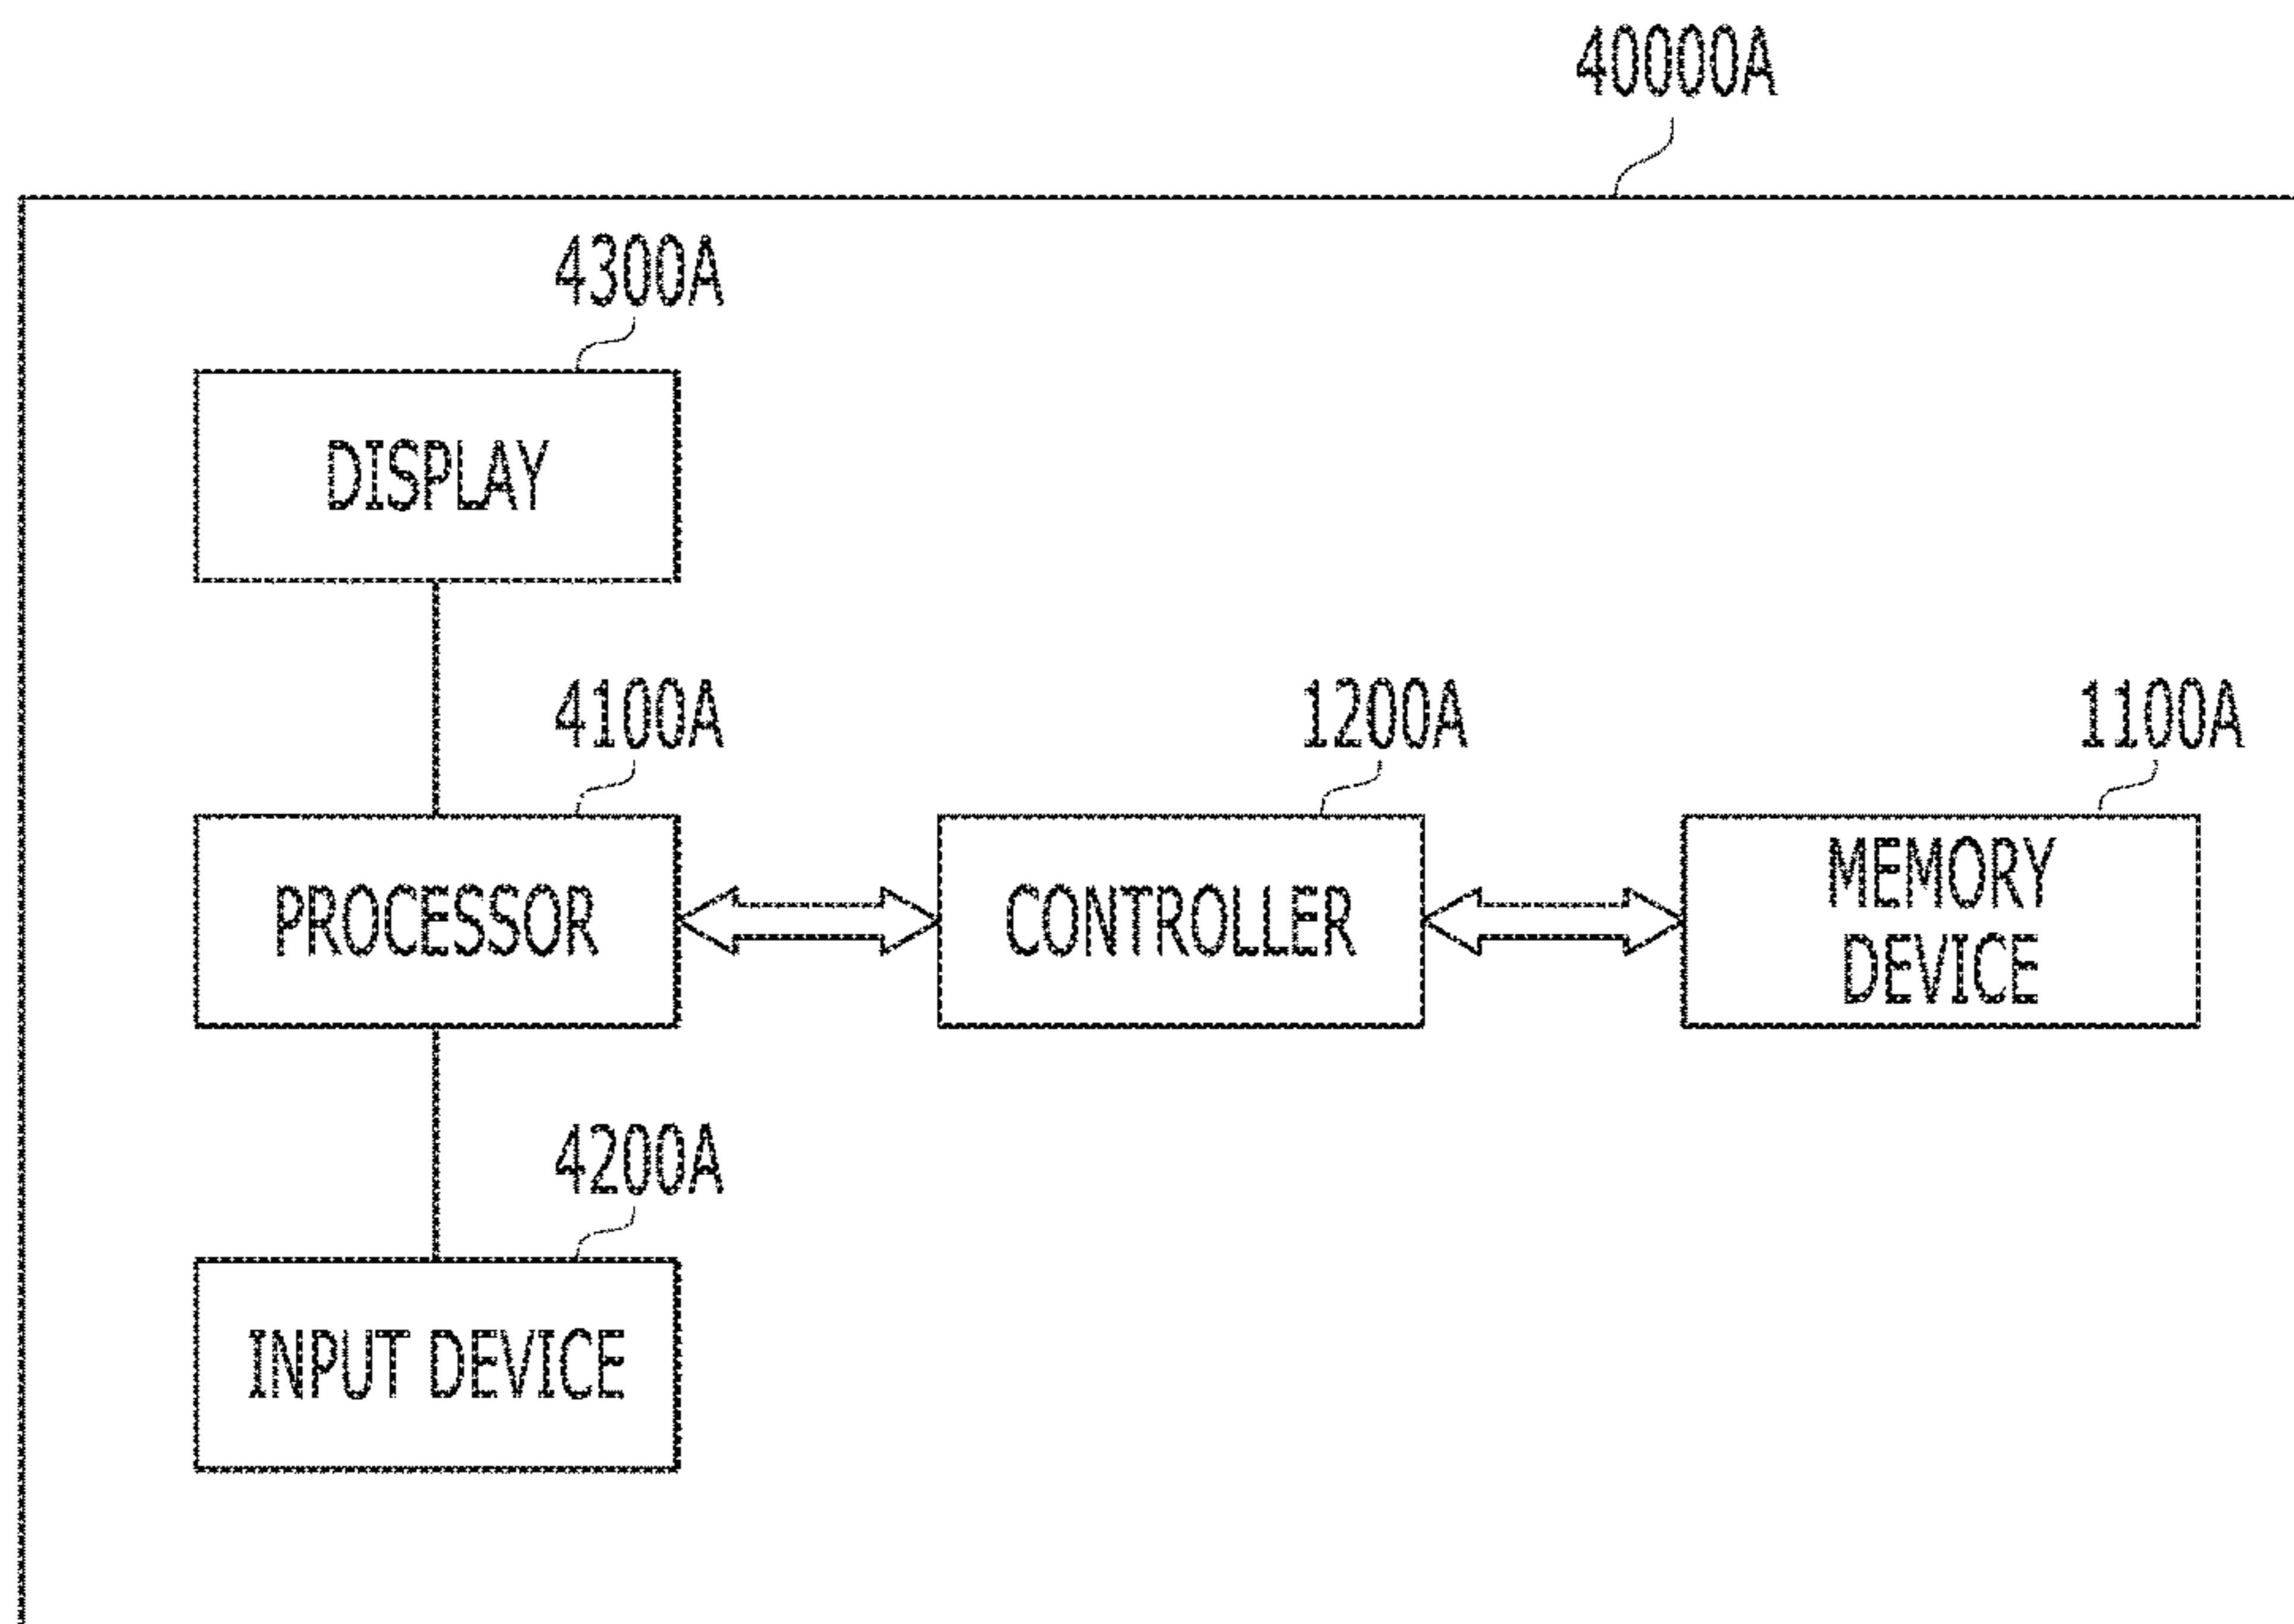 40000A
4300A
DISPLAY
4100A
1200A
1100A
PROCESSOR
CONTROLLER
MEMORY
DEVICE
4200A
INPUT DEVICE